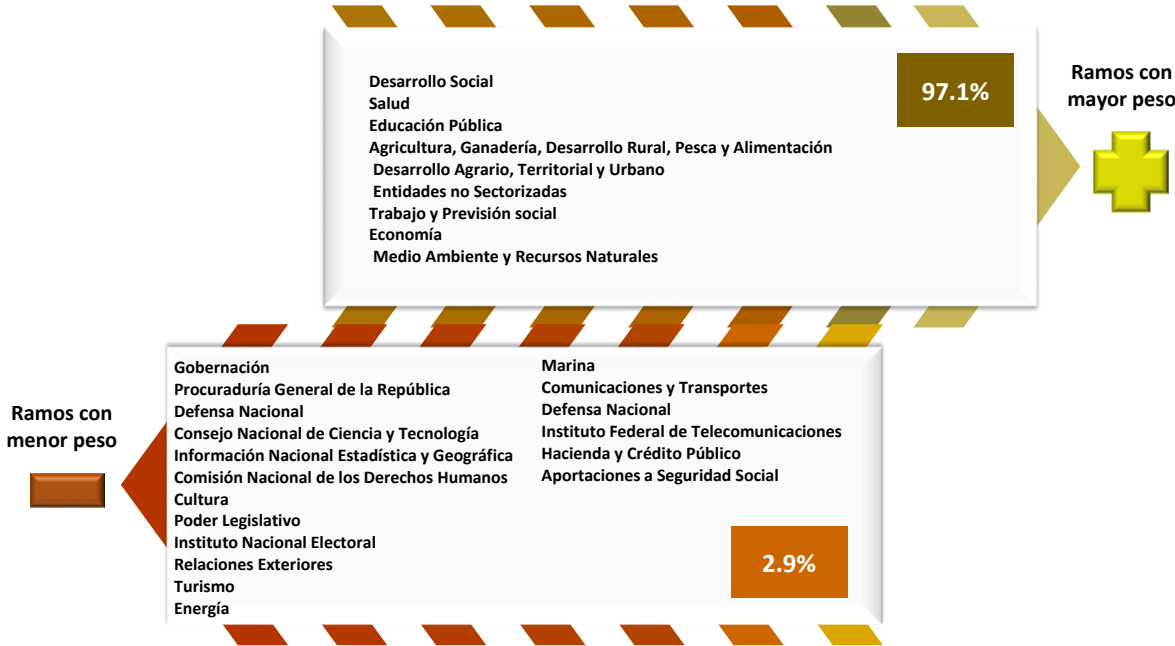 Desarrollo Social
Salud
Educación Pública
Agricultura, Ganadería, Desarrollo Rural, Pesca y Alimentación
Desarrollo Agrario, Territorial y Urbano
Entidades no Sectorizadas
Trabajo y Previsión social
Economía
Medio Ambiente y Recursos Naturales
97.1%
Ramos con
mayor peso
Ramos con
menor peso
Gobernación
Procuraduría General de la República
Defensa Nacional
Consejo Nacional de Ciencia y Tecnología
Información Nacional Estadística y Geográfica
Comisión Nacional de los Derechos Humanos
Cultura
Poder Legislativo
Instituto Nacional Electoral
Relaciones Exteriores
Turismo
Energía
Marina
Comunicaciones y Transportes
Defensa Nacional
Instituto Federal de Telecomunicaciones
Hacienda y Crédito Público
Aportaciones a Seguridad Social
2.9%